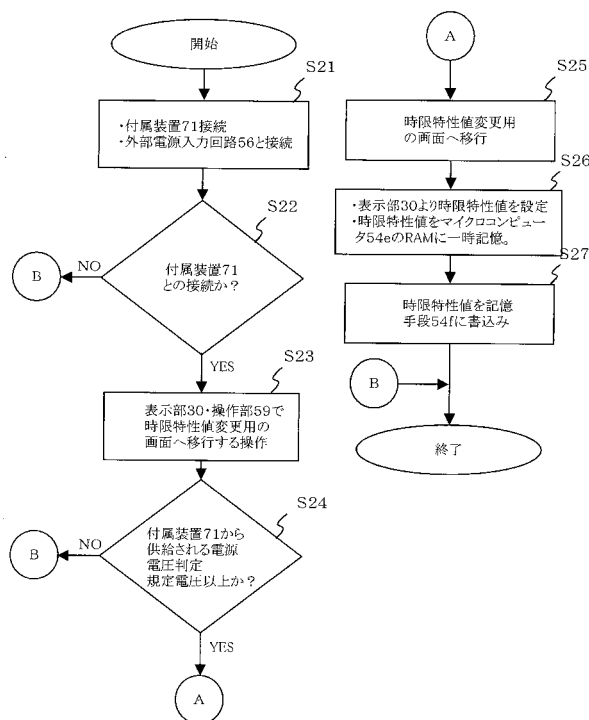 開始
S21
・付属装置71接続
・外部電源入力回路56と接続
S22
付属装置71
との接続か？
NO
B
YES
S23
表示部30・操作部59で
時限特性値変更用の
画面へ移行する操作
S24
付属装置71から
供給される電源
電圧判定
規定電圧以上か？
NO
B
YES
A
A
S25
時限特性値変更用
の画面へ移行
S26
・表示部30より時限特性値を設定
・時限特性値をマイクロコンピュー
タ54eのRAMに一時記憶。
S27
時限特性値を記憶
手段54fに書込み
B
終了